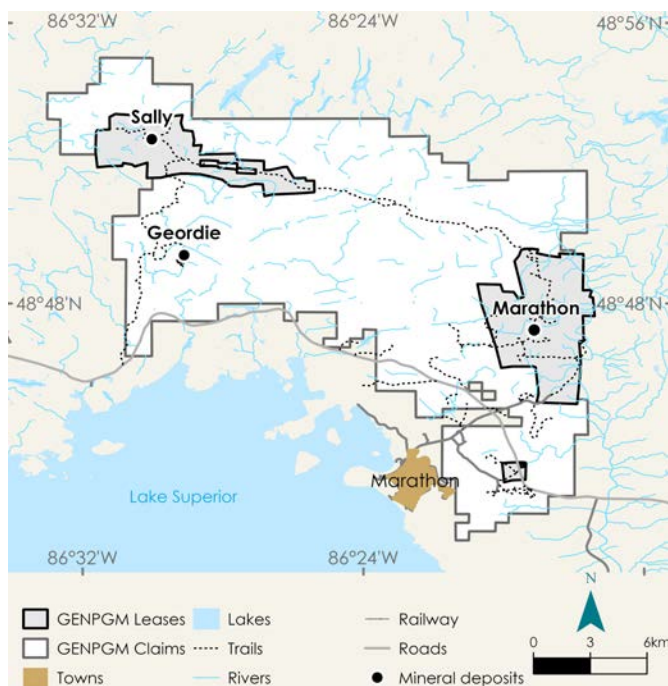 86°32'W 86°24'W 48°56'N
Sally
Geordie
48°48'N 48°48'N
Marathon
Marathon
Lake Superior
86°32'W 86°24'W
N
GENPGM Leases Lakes Railway
GENPGM Claims Trails Roads 0 3 6km
Towns Rivers Mineral deposits